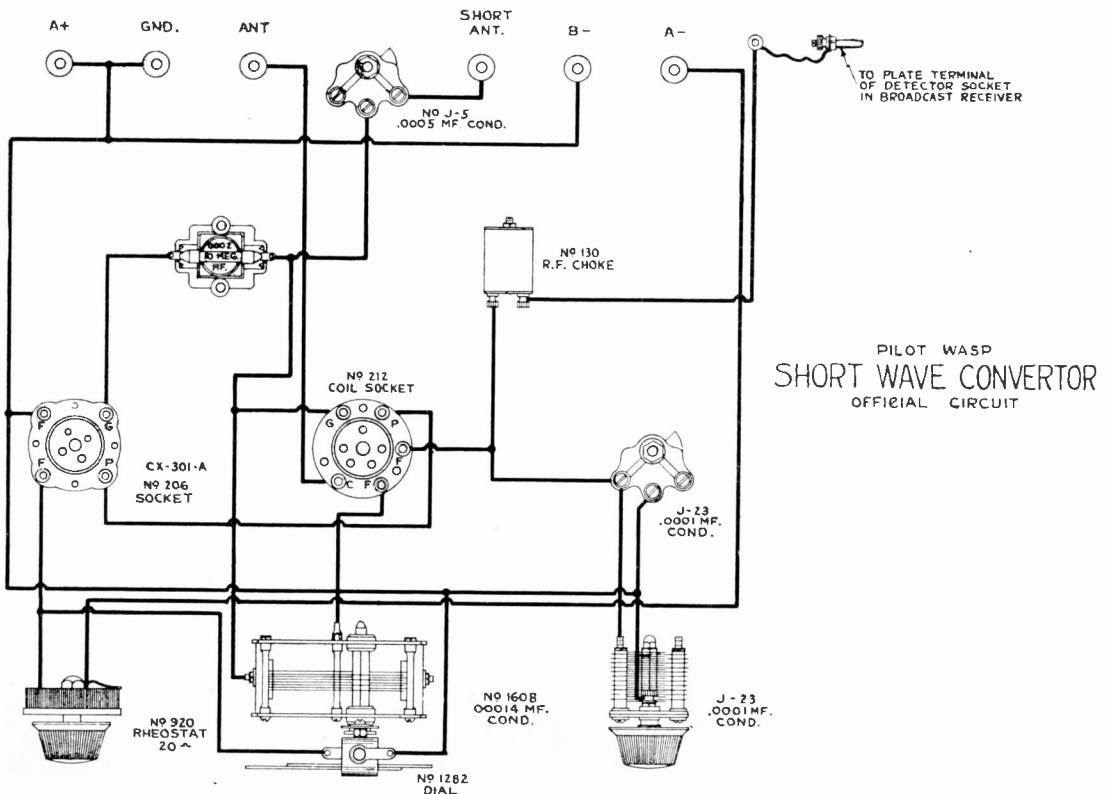 A+
GND.
ANT
SHORT
ANT.
B-
A-
TO PLATE TERMINAL
OF DETECTOR SOCKET
IN BROADCAST RECEIVER
Nº J-5
.0005 MF COND.
.0002
10 MEG.
MF.
Nº 130
R.F. CHOKE
PILOT WASP
SHORT WAVE CONVERTOR
OFFICIAL CIRCUIT
Nº 212
COIL SOCKET
G
P
F
C
F
F
G
F
P
CX-301-A
Nº 206
SOCKET
J-23
.0001 MF.
COND.
Nº 920
RHEOSTAT
20
Nº 1608
.00014 MF.
COND.
J-23
.0001 MF.
COND.
Nº 1282
DIAL